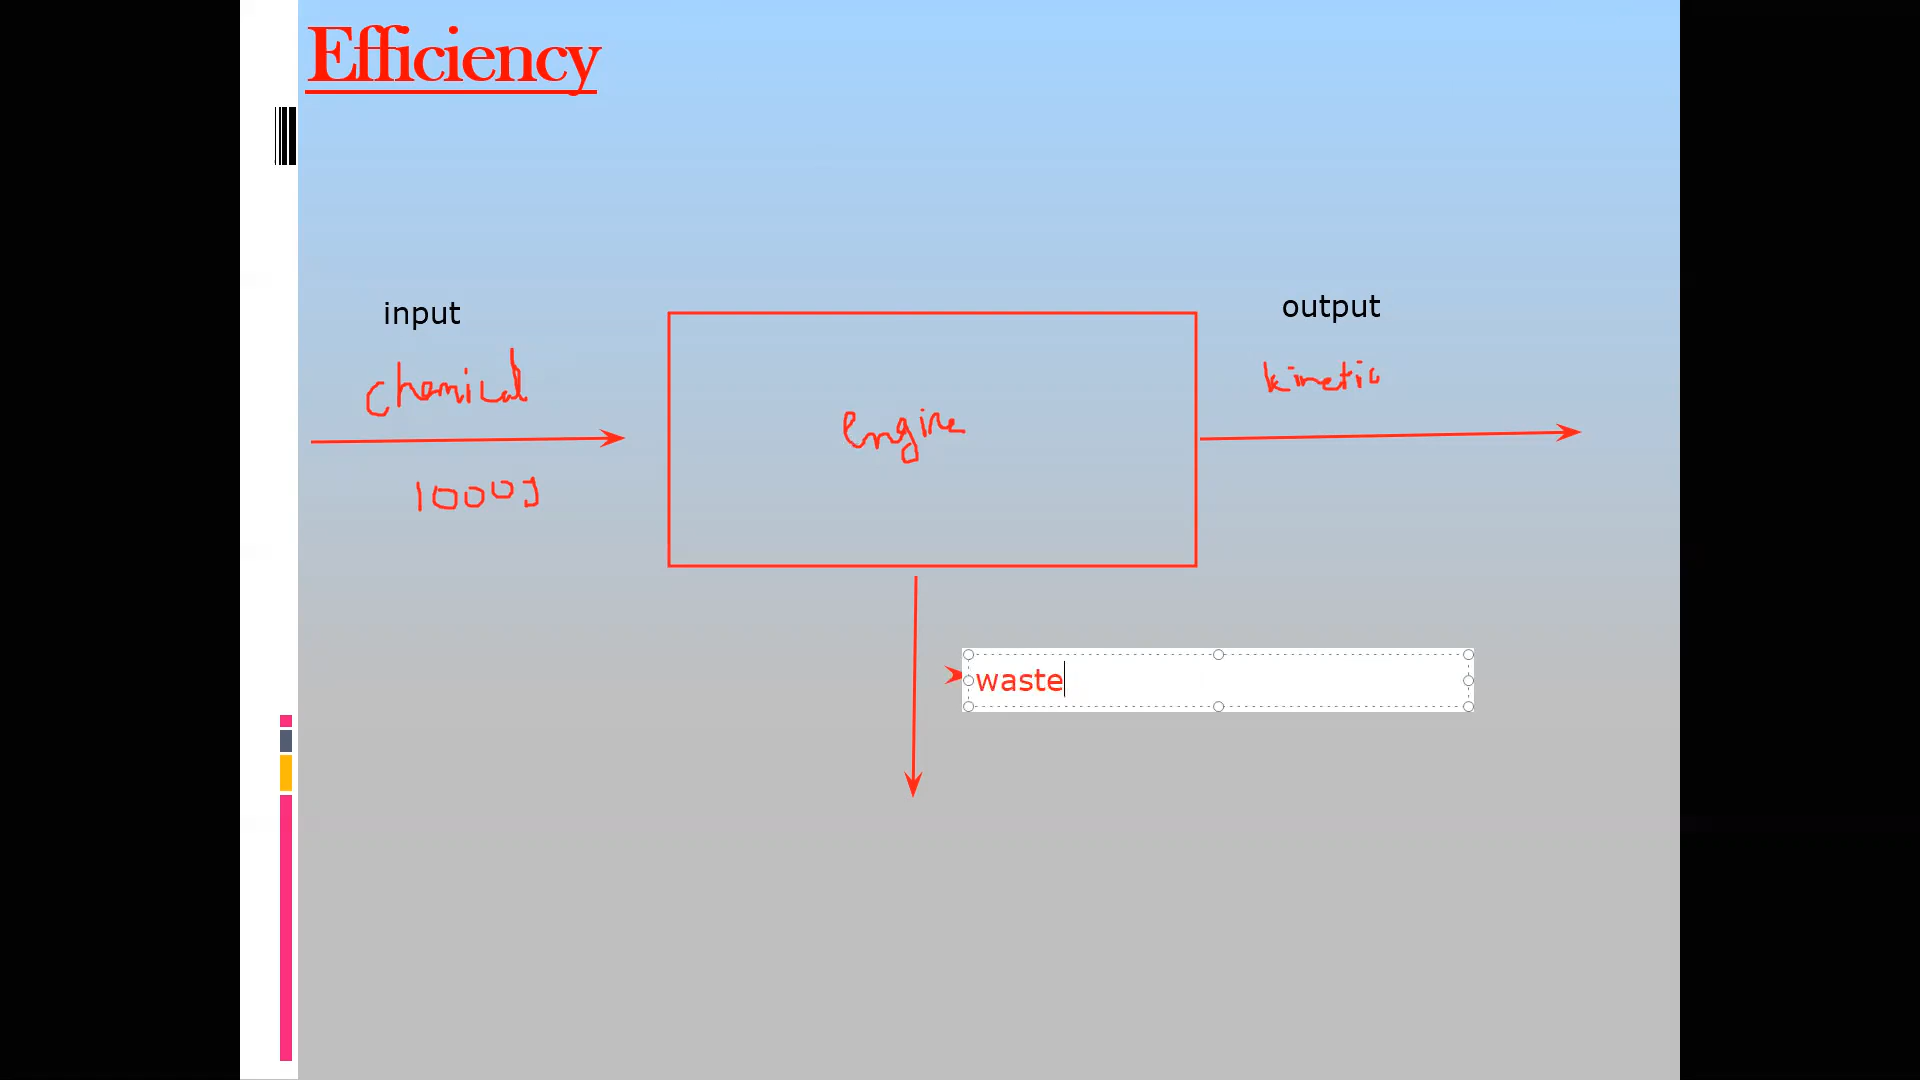 Efficiency
input
output
chemical
kinetic
engine
1000J
waste